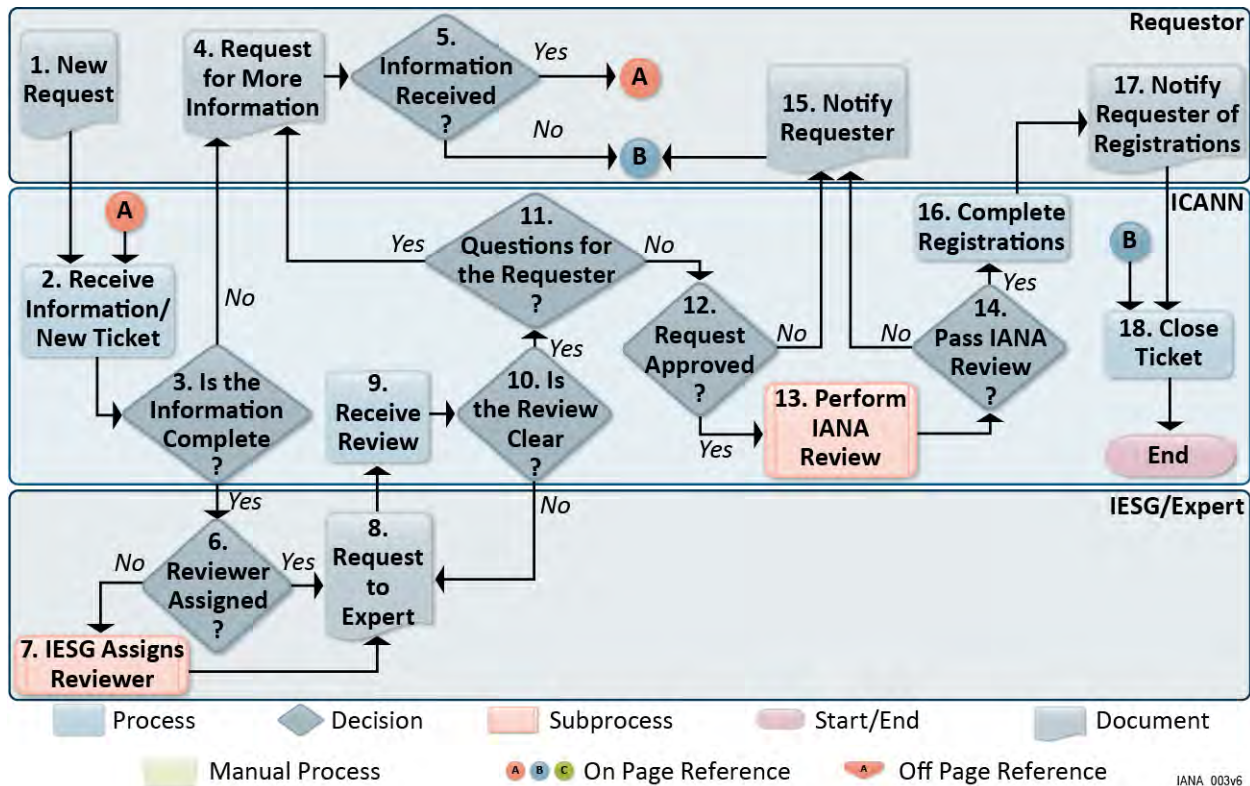 Requestor
1. New
Request
4. Request
for More
Information
5.
Information
Received
?
Yes
A
No
B
15. Notify
Requester
17. Notify
Requester of
Registrations
ICANN
A
2. Receive
Information/
New Ticket
No
3. Is the
Information
Complete
?
Yes
9.
Receive
Review
10. Is
the Review
Clear
?
Yes
No
11.
Questions for
the Requester
?
Yes
No
12.
Request
Approved
?
No
Yes
13. Perform
IANA
Review
14.
Pass IANA
Review
?
No
Yes
16. Complete
Registrations
B
18. Close
Ticket
End
IESG/Expert
6.
Reviewer
Assigned
?
No
Yes
7. IESG Assigns
Reviewer
8.
Request
to
Expert
Process
Decision
Subprocess
Start/End
Document
Manual Process
A B C On Page Reference
A Off Page Reference
IANA_003v6